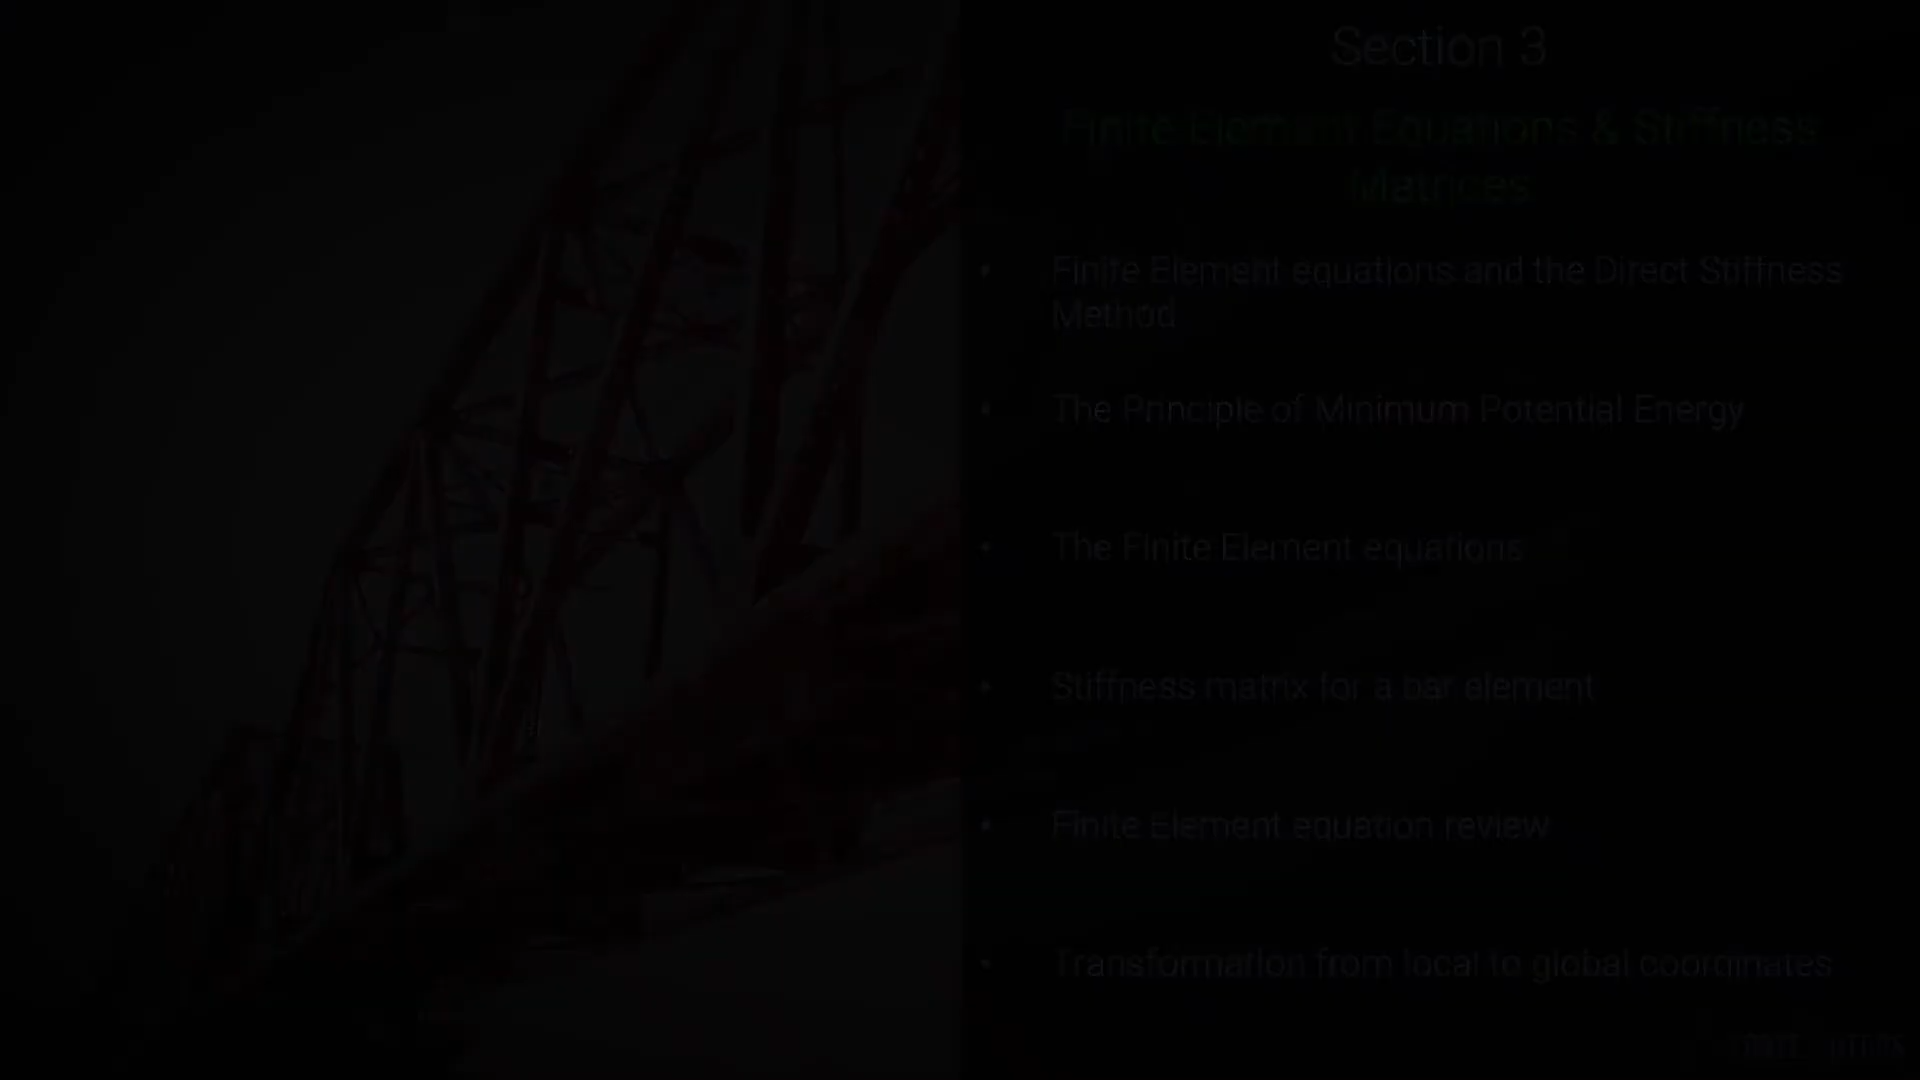 Section 3
Finite Element Equations & Stiffness
Matrices
• Finite Element equations and the Direct Stiffness
Method
• The Principle of Minimum Potential Energy
• The Finite Element equations
• Stiffness matrix for a bar element
• Finite Element equation review
• Transformation from local to global coordinates